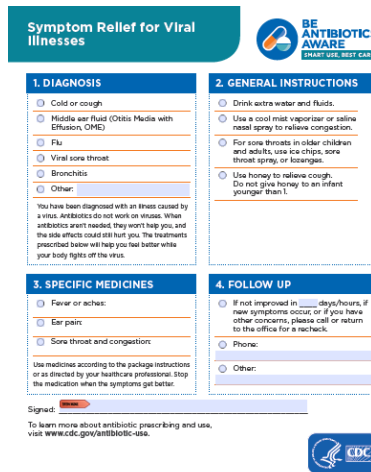 Symptom Relief for Viral
Illnesses
BE
ANTIBIOTIC
AWARE
SMART USE, BEST CARE
1. DIAGNOSIS
Cold or cough
Middle ear fluid (Otitis Media with
Effusion, OME)
Flu
Viral sore throat
Bronchitis
Other:
You have been diagnosed with an illness caused by
a virus. Antibiotics do not work on viruses. When
antibiotics aren't needed, they won't help you, and
the side effects could still hurt you. The treatments
prescribed below will help you feel better while
your body fights off the virus.
2. GENERAL INSTRUCTIONS
Drink extra water and fluids.
Use a cool mist vaporizer or saline
nasal spray to relieve congestion.
For sore throats in older children
and adults, use ice chips, sore
throat spray, or lozenges.
Use honey to relieve cough.
Do not give honey to an infant
younger than 1.
3. SPECIFIC MEDICINES
Fever or aches:
Ear pain:
Sore throat and congestion:
Use medicines according to the package instructions
or as directed by your healthcare professional. Stop
the medication when the symptoms get better.
4. FOLLOW UP
If not improved in ____ days/hours, if
new symptoms occur, or if you have
other concerns, please call or return
to the office for a recheck.
Phone:
Other:
Signed:
To learn more about antibiotic prescribing and use,
visit www.cdc.gov/antibiotic-use.
CDC